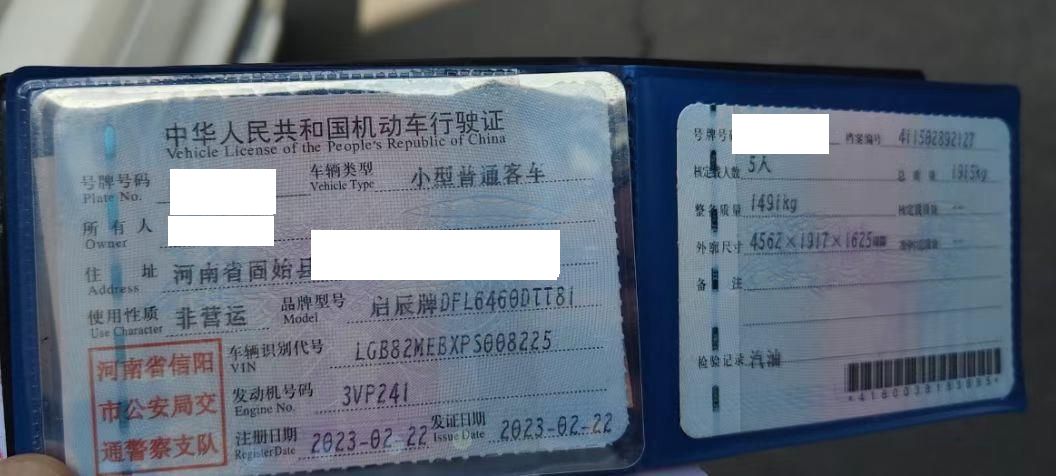 中华人民共和国机动车行驶证
Vehicle License of the People's Republic of China
号牌号码
Plate No.
车辆类型
Vehicle Type
小型普通客车
所有人
Owner
住址
Address
河南省固始县
使用性质
Use Character
非营运
品牌型号
Model
启辰牌DFL6460DTT81
车辆识别代号
VIN
LGB82MEBXPS008225
发动机号码
Engine No.
3VP241
注册日期
Register Date
2023-02-22
发证日期
Issue Date
2023-02-22
河南省信阳
市公安局交
通警察支队
号牌号
档案编号
411502892127
核定载人数
5人
总质量
1915kg
整备质量
1491kg
核定载质量
--
外廓尺寸
4562×1917×1625
--
备注
检验记录
汽油